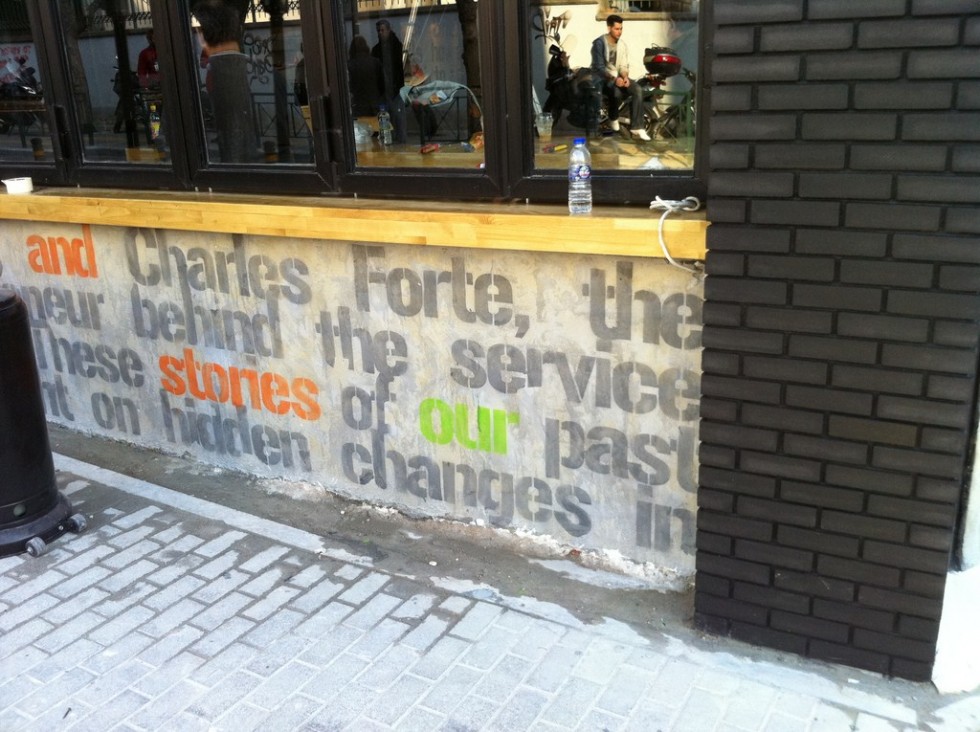 and Charles Forte, the
neur behind the service
These stories of our past
nt on hidden changes in